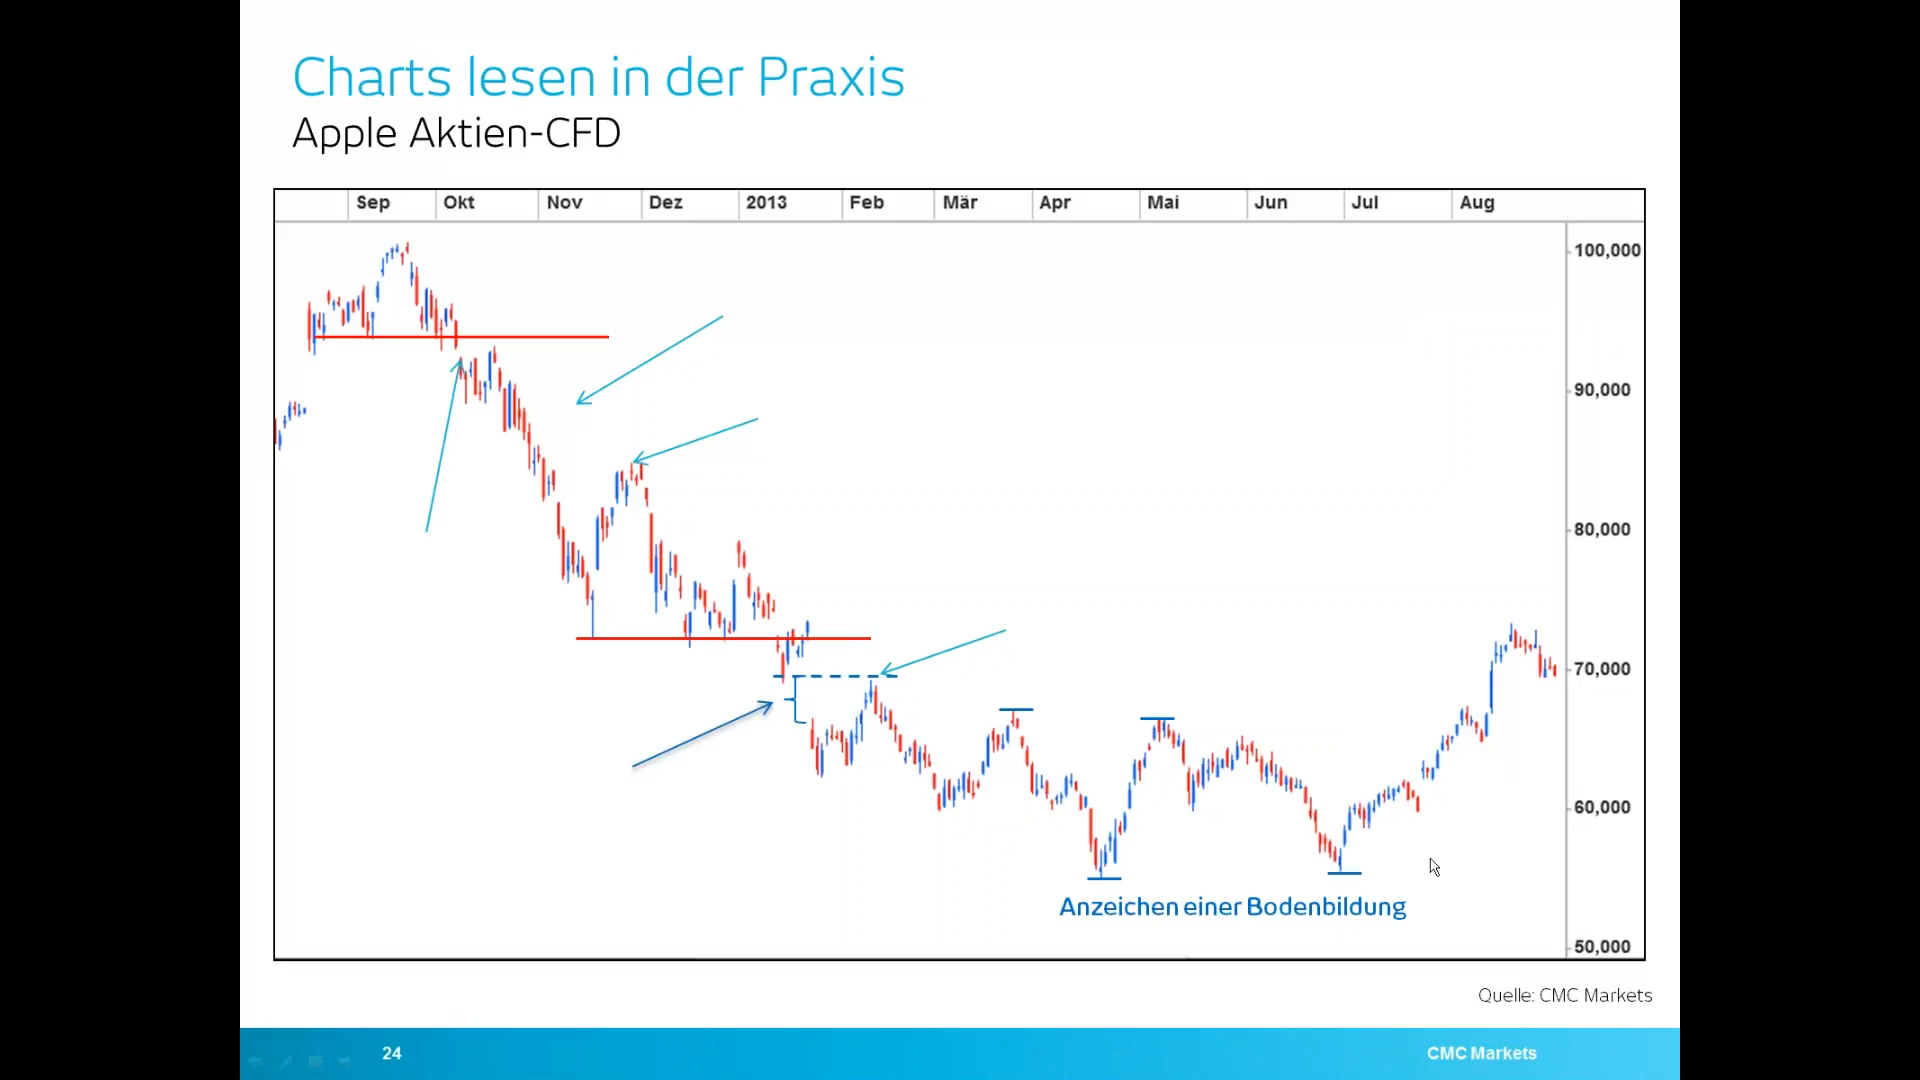 Charts lesen in der Praxis
Apple Aktien-CFD
Sep Okt Nov Dez 2013 Feb Mär Apr Mai Jun Jul Aug
100,000
90,000
80,000
70,000
60,000
Anzeichen einer Bodenbildung
50,000
Quelle: CMC Markets
24 CMC Markets